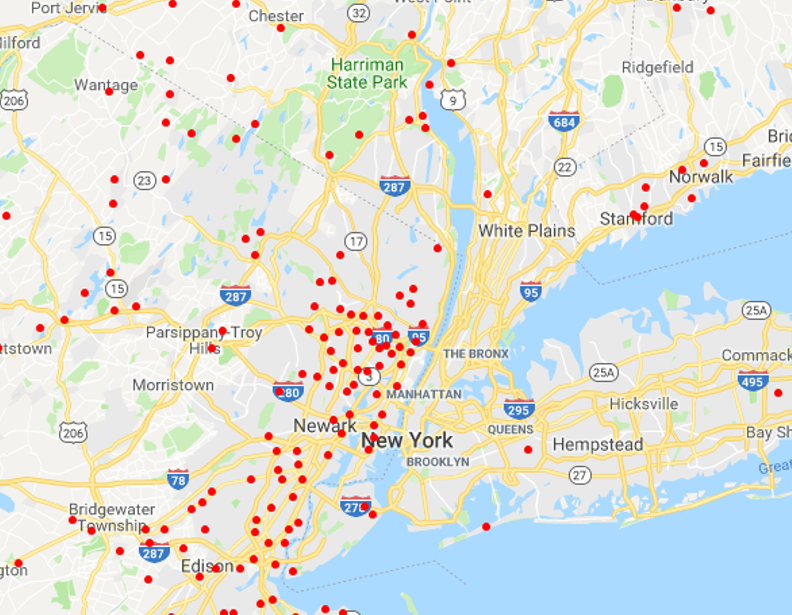 Port Jervis
Chester
32
West Point
Danbury
Milford
Harriman
State Park
Ridgefield
Wantage
206
9
684
15
Brid
Fairfie
22
Norwalk
23
287
Stamford
White Plains
15
17
15
287
95
25A
Parsippany-Troy
Hills
80
95
ttstown
THE BRONX
Commack
Morristown
280
3
25A
495
MANHATTAN
295
Hicksville
206
Newark
New York
QUEENS
Hempstead
Bay Sh
BROOKLYN
78
27
Great
Bridgewater
Township
278
287
Edison
gton